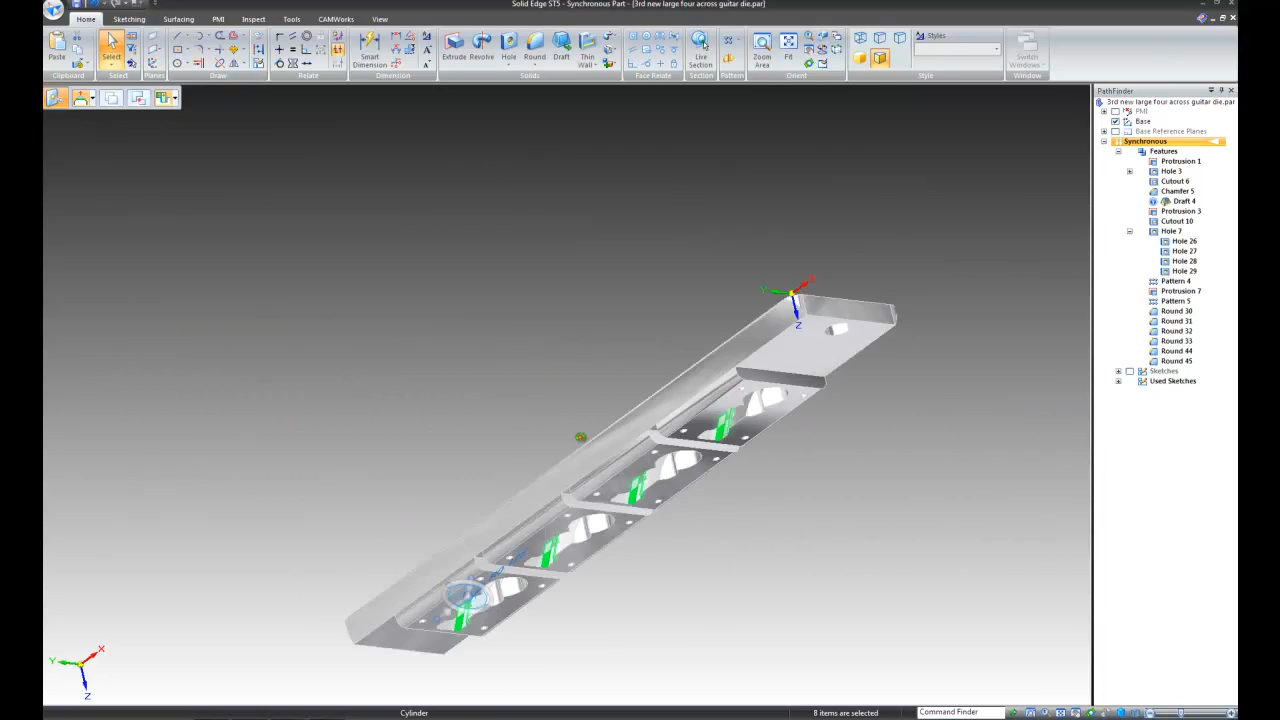 Solid Edge ST5 - Synchronous Part - [3rd new large four across guitar die.par]
Home Sketching Surfacing PMI Inspect Tools CAMWorks View
Paste Select Smart Dimension Extrude Revolve Hole Round Draft Thin Wall Live Section Zoom Area Fit Styles Switch Windows
Clipboard Select Planes Draw Relate Dimension Solids Face Relate Section Pattern Orient Style Window
PathFinder
3rd new large four across guitar die.par
PMI
Base
Base Reference Planes
Synchronous
Features
Protrusion 1
Hole 3
Cutout 6
Chamfer 5
Draft 4
Protrusion 3
Cutout 10
Hole 7
Hole 26
Hole 27
Hole 28
Hole 29
Pattern 4
Protrusion 7
Pattern 5
Round 30
Round 31
Round 32
Round 33
Round 44
Round 45
Sketches
Used Sketches
X
Y
Z
X
Y
Z
Cylinder 8 items are selected Command Finder